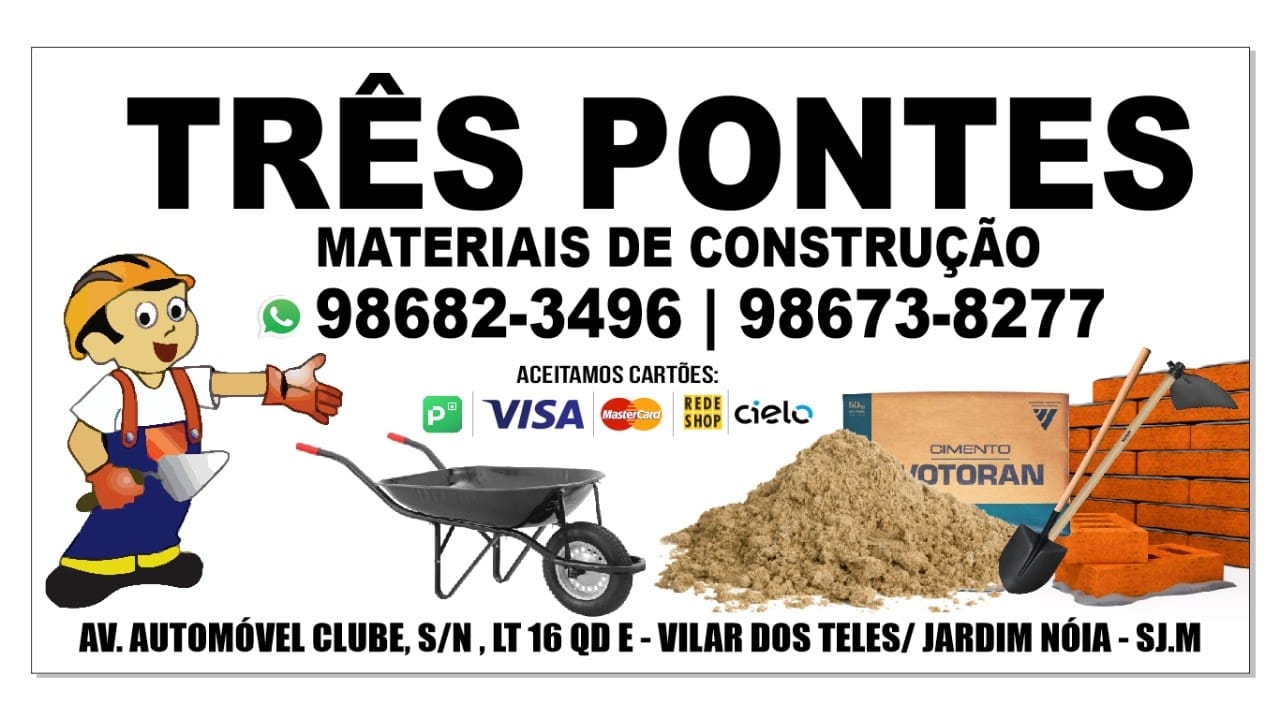 TRÊS PONTES
MATERIAIS DE CONSTRUÇÃO
98682-3496 | 98673-8277
ACEITAMOS CARTÕES:
P VISA MasterCard REDE SHOP cielo
50kg
CIMENTO
VOTORAN
AV. AUTOMÓVEL CLUBE, S/N , LT 16 QD E - VILAR DOS TELES/ JARDIM NÓIA - SJ.M